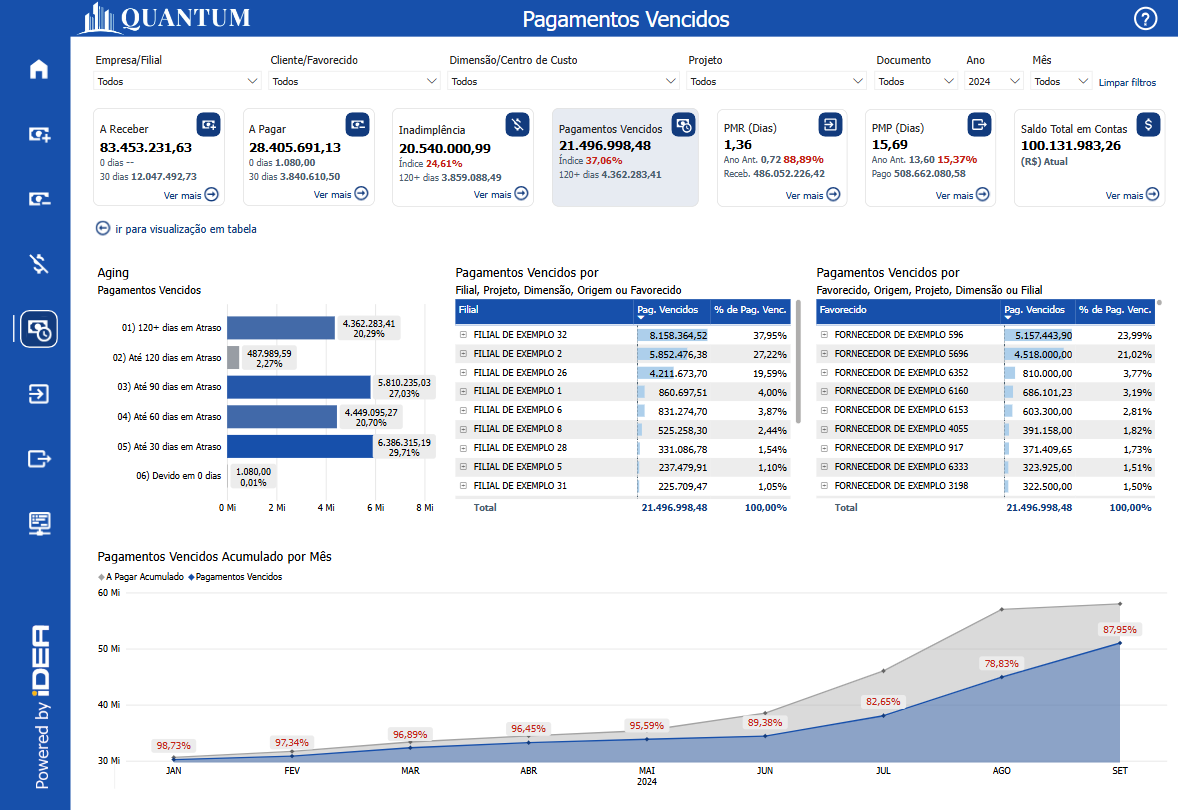 QUANTUM
Pagamentos Vencidos
?
Empresa/Filial Cliente/Favorecido Dimensão/Centro de Custo Projeto Documento Ano Mês
Todos Todos Todos Todos Todos 2024 Todos Limpar filtros
A Receber
83.453.231,63
0 dias --
30 dias 12.047.492,73
Ver mais
A Pagar
28.405.691,13
0 dias 1.080,00
30 dias 3.840.610,50
Ver mais
Inadimplência
20.540.000,99
Índice 24,61%
120+ dias 3.859.088,49
Ver mais
Pagamentos Vencidos
21.496.998,48
Índice 37,06%
120+ dias 4.362.283,41
PMR (Dias)
1,36
Ano Ant. 0,72 88,89%
Receb. 486.052.226,42
Ver mais
PMP (Dias)
15,69
Ano Ant. 13,60 15,37%
Pago 508.662.080,58
Ver mais
Saldo Total em Contas
$
100.131.983,26
(R$) Atual
Ver mais
ir para visualização em tabela
Aging
Pagamentos Vencidos
01) 120+ dias em Atraso 4.362.283,41
20,29%
02) Até 120 dias em Atraso 487.989,59
2,27%
03) Até 90 dias em Atraso 5.810.235,03
27,03%
04) Até 60 dias em Atraso 4.449.095,27
20,70%
05) Até 30 dias em Atraso 6.386.315,19
29,71%
06) Devido em 0 dias 1.080,00
0,01%
0 Mi 2 Mi 4 Mi 6 Mi 8 Mi
Pagamentos Vencidos por
Filial, Projeto, Dimensão, Origem ou Favorecido
Filial Pag. Vencidos % de Pag. Venc.
FILIAL DE EXEMPLO 32 8.158.364,52 37,95%
FILIAL DE EXEMPLO 2 5.852.476,38 27,22%
FILIAL DE EXEMPLO 26 4.211.673,70 19,59%
FILIAL DE EXEMPLO 1 860.697,51 4,00%
FILIAL DE EXEMPLO 6 831.274,70 3,87%
FILIAL DE EXEMPLO 8 525.258,30 2,44%
FILIAL DE EXEMPLO 28 331.086,78 1,54%
FILIAL DE EXEMPLO 5 237.479,91 1,10%
FILIAL DE EXEMPLO 31 225.709,47 1,05%
Total 21.496.998,48 100,00%
Pagamentos Vencidos por
Favorecido, Origem, Projeto, Dimensão ou Filial
Favorecido Pag. Vencidos % de Pag. Venc.
FORNECEDOR DE EXEMPLO 596 5.157.443,90 23,99%
FORNECEDOR DE EXEMPLO 5696 4.518.000,00 21,02%
FORNECEDOR DE EXEMPLO 6352 810.000,00 3,77%
FORNECEDOR DE EXEMPLO 6160 686.101,23 3,19%
FORNECEDOR DE EXEMPLO 6153 603.300,00 2,81%
FORNECEDOR DE EXEMPLO 4055 391.158,00 1,82%
FORNECEDOR DE EXEMPLO 917 371.409,65 1,73%
FORNECEDOR DE EXEMPLO 6333 323.925,00 1,51%
FORNECEDOR DE EXEMPLO 3198 322.500,00 1,50%
Total 21.496.998,48 100,00%
Pagamentos Vencidos Acumulado por Mês
A Pagar Acumulado Pagamentos Vencidos
60 Mi
50 Mi
40 Mi
30 Mi
98,73% 97,34% 96,89% 96,45% 95,59% 89,38% 82,65% 78,83% 87,95%
JAN FEV MAR ABR MAI JUN JUL AGO SET
2024
Powered by iDEA